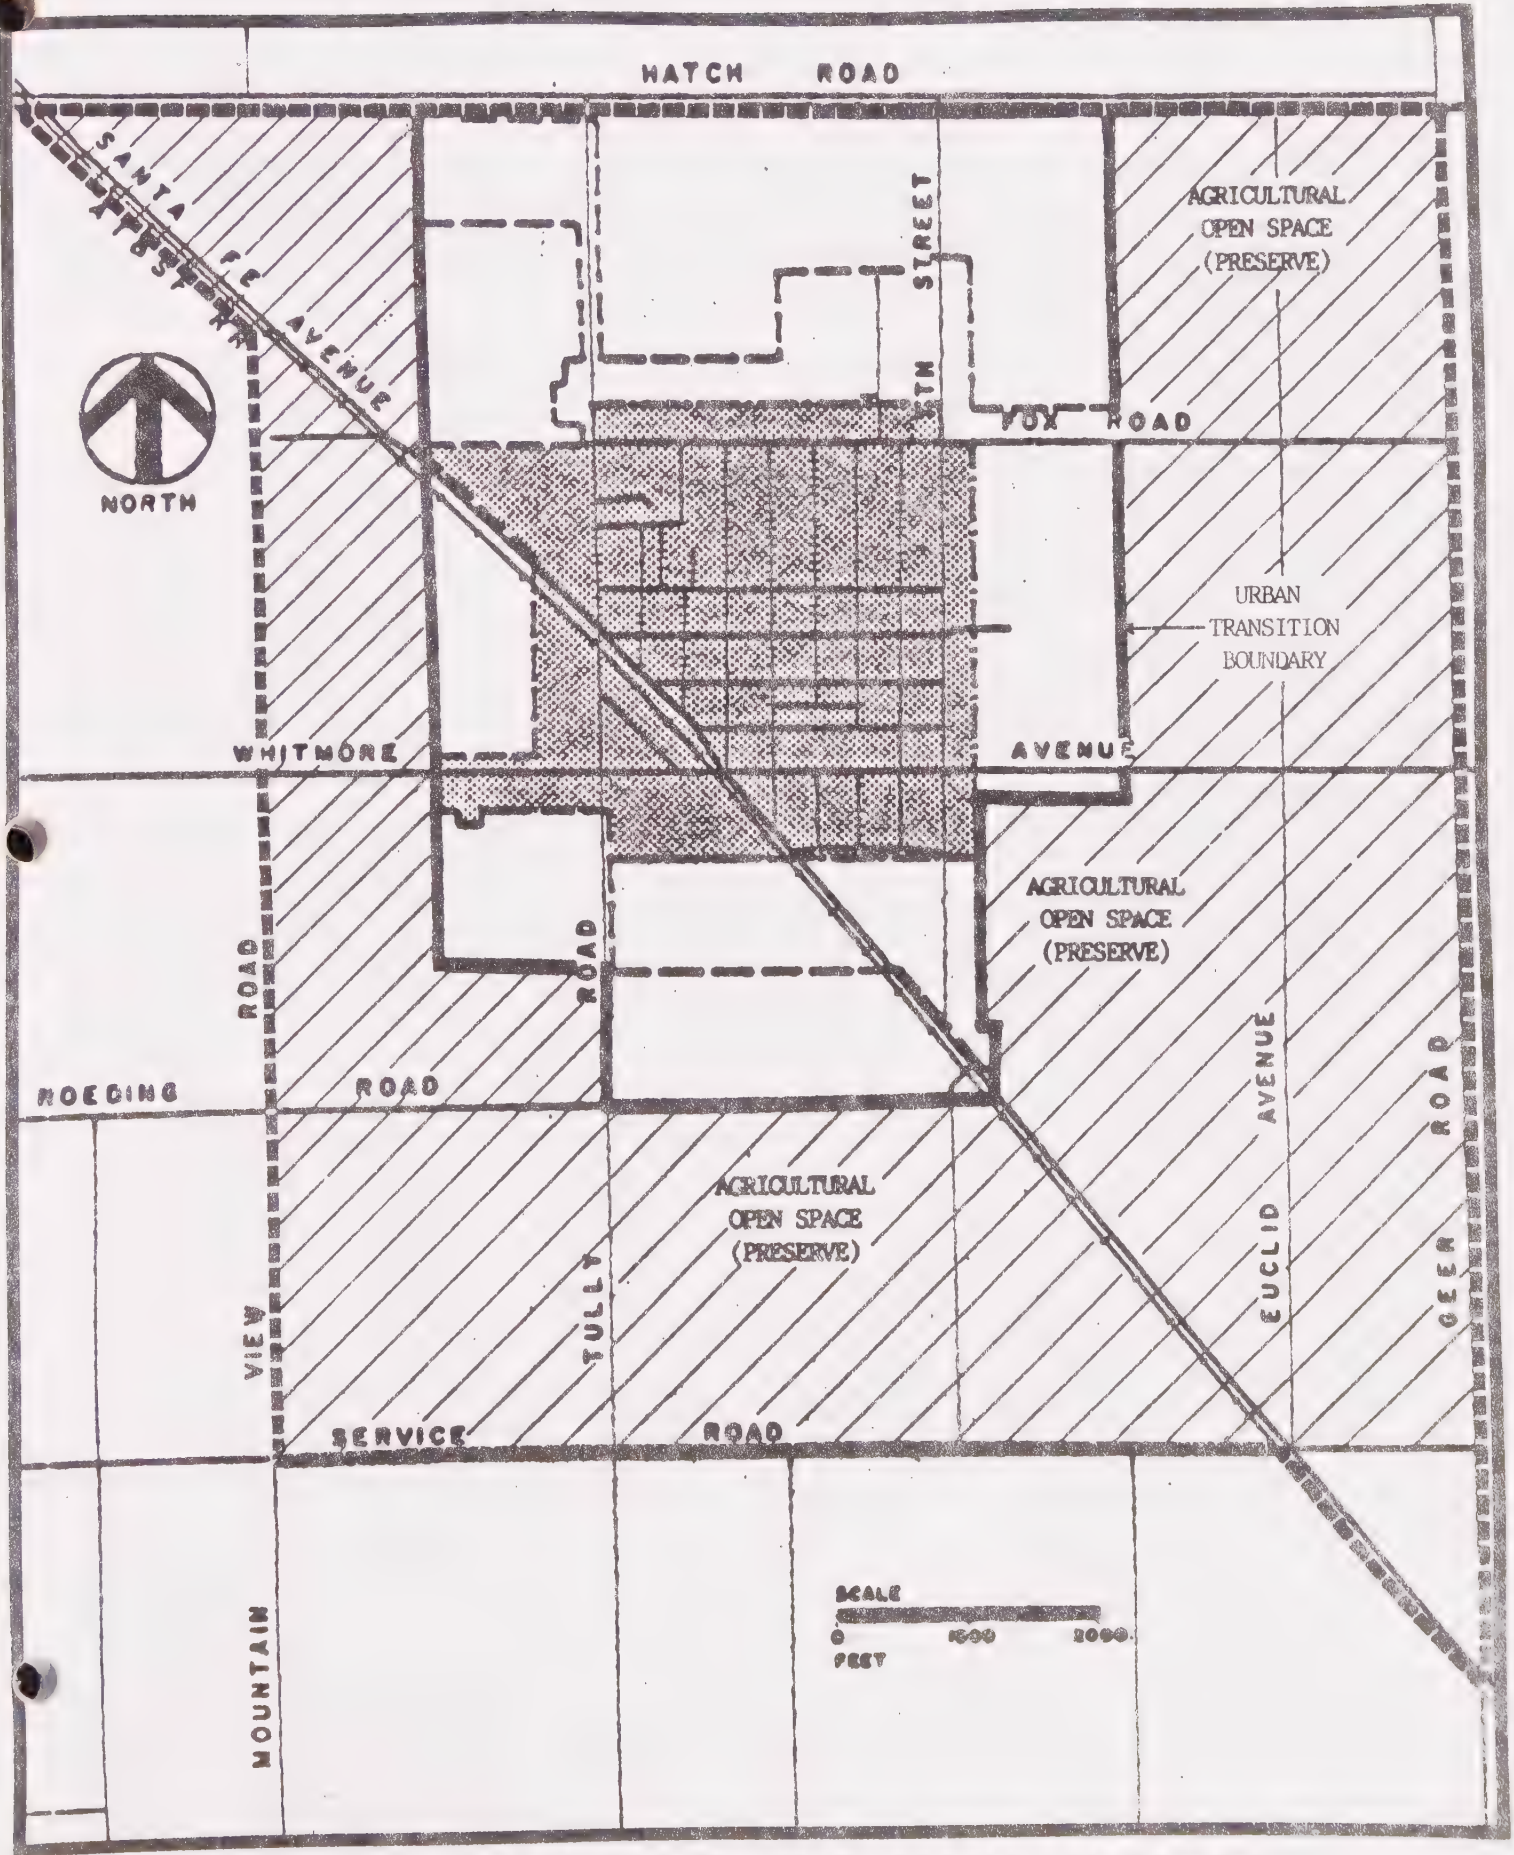 HATCH ROAD
SANTA FE AVENUE
AT&SF RR
5TH STREET
AGRICULTURAL
OPEN SPACE
(PRESERVE)
FOX ROAD
NORTH
URBAN
TRANSITION
BOUNDARY
WHITMORE AVENUE
AGRICULTURAL
OPEN SPACE
(PRESERVE)
ROEDING ROAD
AGRICULTURAL
OPEN SPACE
(PRESERVE)
MOUNTAIN VIEW ROAD
TULLY ROAD
EUCLID AVENUE
GEER ROAD
SERVICE ROAD
SCALE
0 1000 2000
FEET